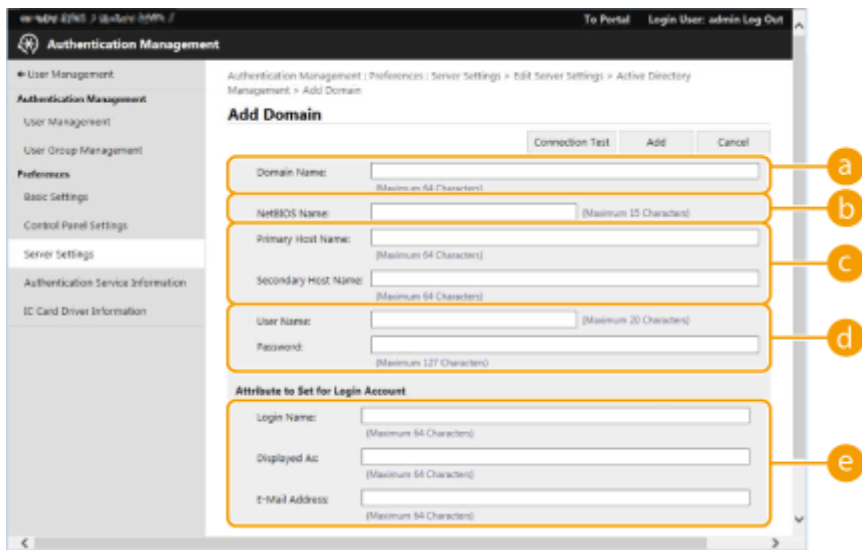 To Portal Login User: admin Log Out
Authentication Management
User Management
Authentication Management
User Management
User Group Management
Preferences
Basic Settings
Control Panel Settings
Server Settings
Authentication Service Information
IC Card Driver Information
Authentication Management : Preferences : Server Settings > Edit Server Settings > Active Directory
Management > Add Domain
Add Domain
Connection Test Add Cancel
Domain Name:
(Maximum 64 Characters)
a
NetBIOS Name: (Maximum 15 Characters)
b
Primary Host Name:
(Maximum 64 Characters)
Secondary Host Name:
(Maximum 64 Characters)
c
User Name: (Maximum 20 Characters)
Password:
(Maximum 127 Characters)
d
Attribute to Set for Login Account
Login Name:
(Maximum 64 Characters)
Displayed As:
(Maximum 64 Characters)
E-Mail Address:
(Maximum 64 Characters)
e